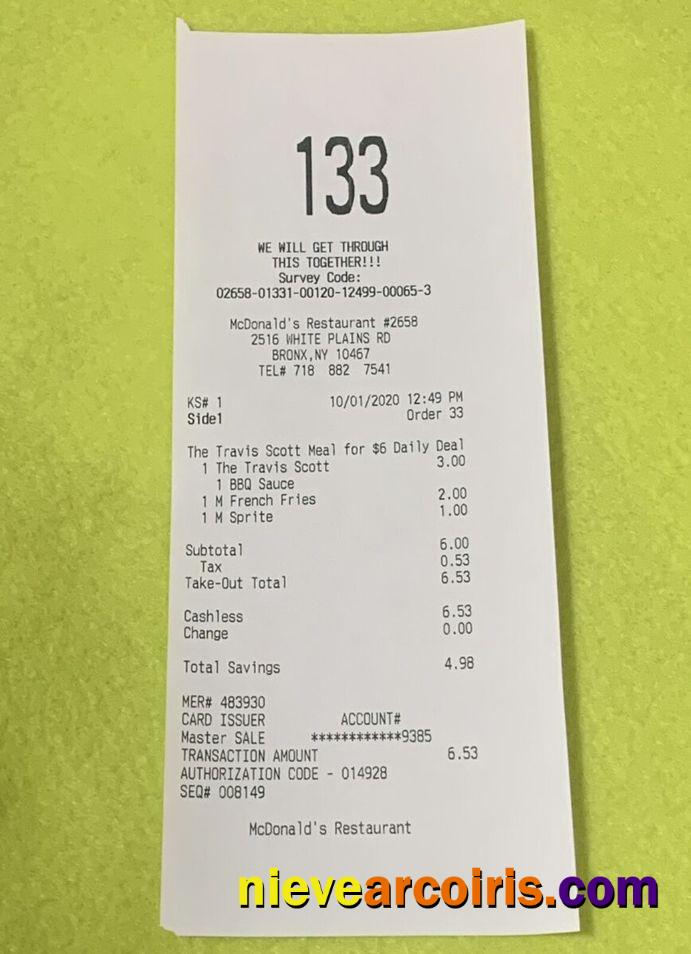 133
WE WILL GET THROUGH
THIS TOGETHER!!!
Survey Code:
02658-01331-00120-12499-00065-3
McDonald's Restaurant #2658
2516 WHITE PLAINS RD
BRONX,NY 10467
TEL# 718 882 7541
KS# 1 10/01/2020 12:49 PM
Side1 Order 33
The Travis Scott Meal for $6 Daily Deal
1 The Travis Scott 3.00
1 BBQ Sauce
1 M French Fries 2.00
1 M Sprite 1.00
Subtotal 6.00
Tax 0.53
Take-Out Total 6.53
Cashless 6.53
Change 0.00
Total Savings 4.98
MER# 483930
CARD ISSUER ACCOUNT#
Master SALE ************9385
TRANSACTION AMOUNT 6.53
AUTHORIZATION CODE - 014928
SEQ# 008149
McDonald's Restaurant
nievearcoiris.com